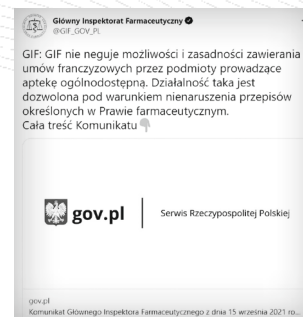 Główny Inspektorat Farmaceutyczny
@GIF_GOV_PL
GIF: GIF nie neguje możliwości i zasadności zawierania
umów franczyzowych przez podmioty prowadzące
aptekę ogólnodostępną. Działalność taka jest
dozwolona pod warunkiem nienaruszenia przepisów
określonych w Prawie farmaceutycznym.
Cała treść Komunikatu
gov.pl
Serwis Rzeczypospolitej Polskiej
gov.pl
Komunikat Głównego Inspektora Farmaceutycznego z dnia 15 września 2021 ro...